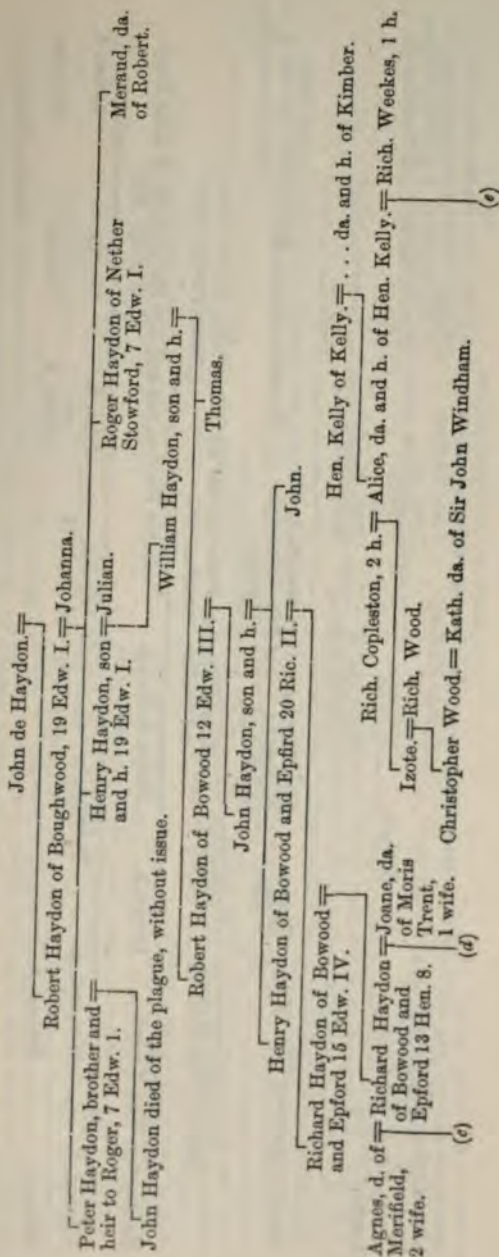 John de Haydon.
Robert Haydon of Boughwood, 19 Edw. I. Johanna.
Peter Haydon, brother and
heir to Roger, 7 Edw. 1.
Henry Haydon, son
and h. 19 Edw. I.
Julian.
Roger Haydon of Nether
Stowford, 7 Edw. I.
Meraud, da.
of Robert.
John Haydon died of the plague, without issue.
William Haydon, son and h.
Robert Haydon of Bowood 12 Edw. III.
Thomas.
John Haydon, son and h.
Henry Haydon of Bowood and Epfird 20 Ric. II.
John.
Hen. Kelly of Kelly. = ... da. and h. of Kimber.
Richard Haydon of Bowood
and Epford 15 Edw. IV.
Rich. Copleston, 2 h. = Alice, da. and h. of Hen. Kelly. = Rich. Weekes, 1 h.
(e)
Agnes, d. of
Merifield,
2 wife.
Richard Haydon
of Bowood and
Epford 13 Hen. 8.
Joane, da.
of Moris
Trent,
1 wife.
Izote. = Rich. Wood.
(c)
(d)
Christopher Wood. = Kath. da. of Sir John Windham.